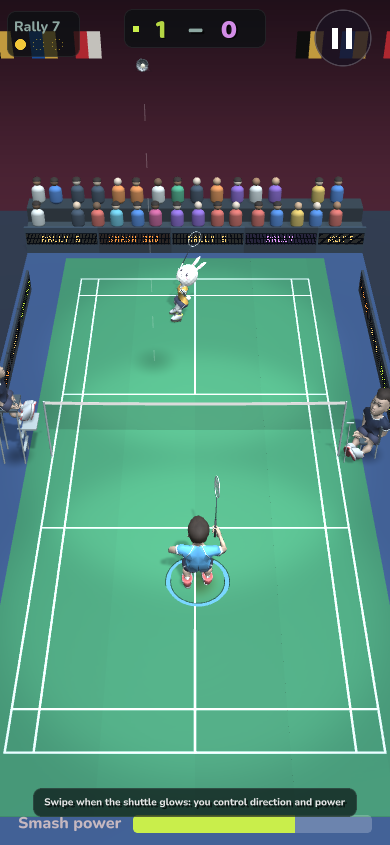 Rally 7
1 – 0
Swipe when the shuttle glows: you control direction and power
Smash power